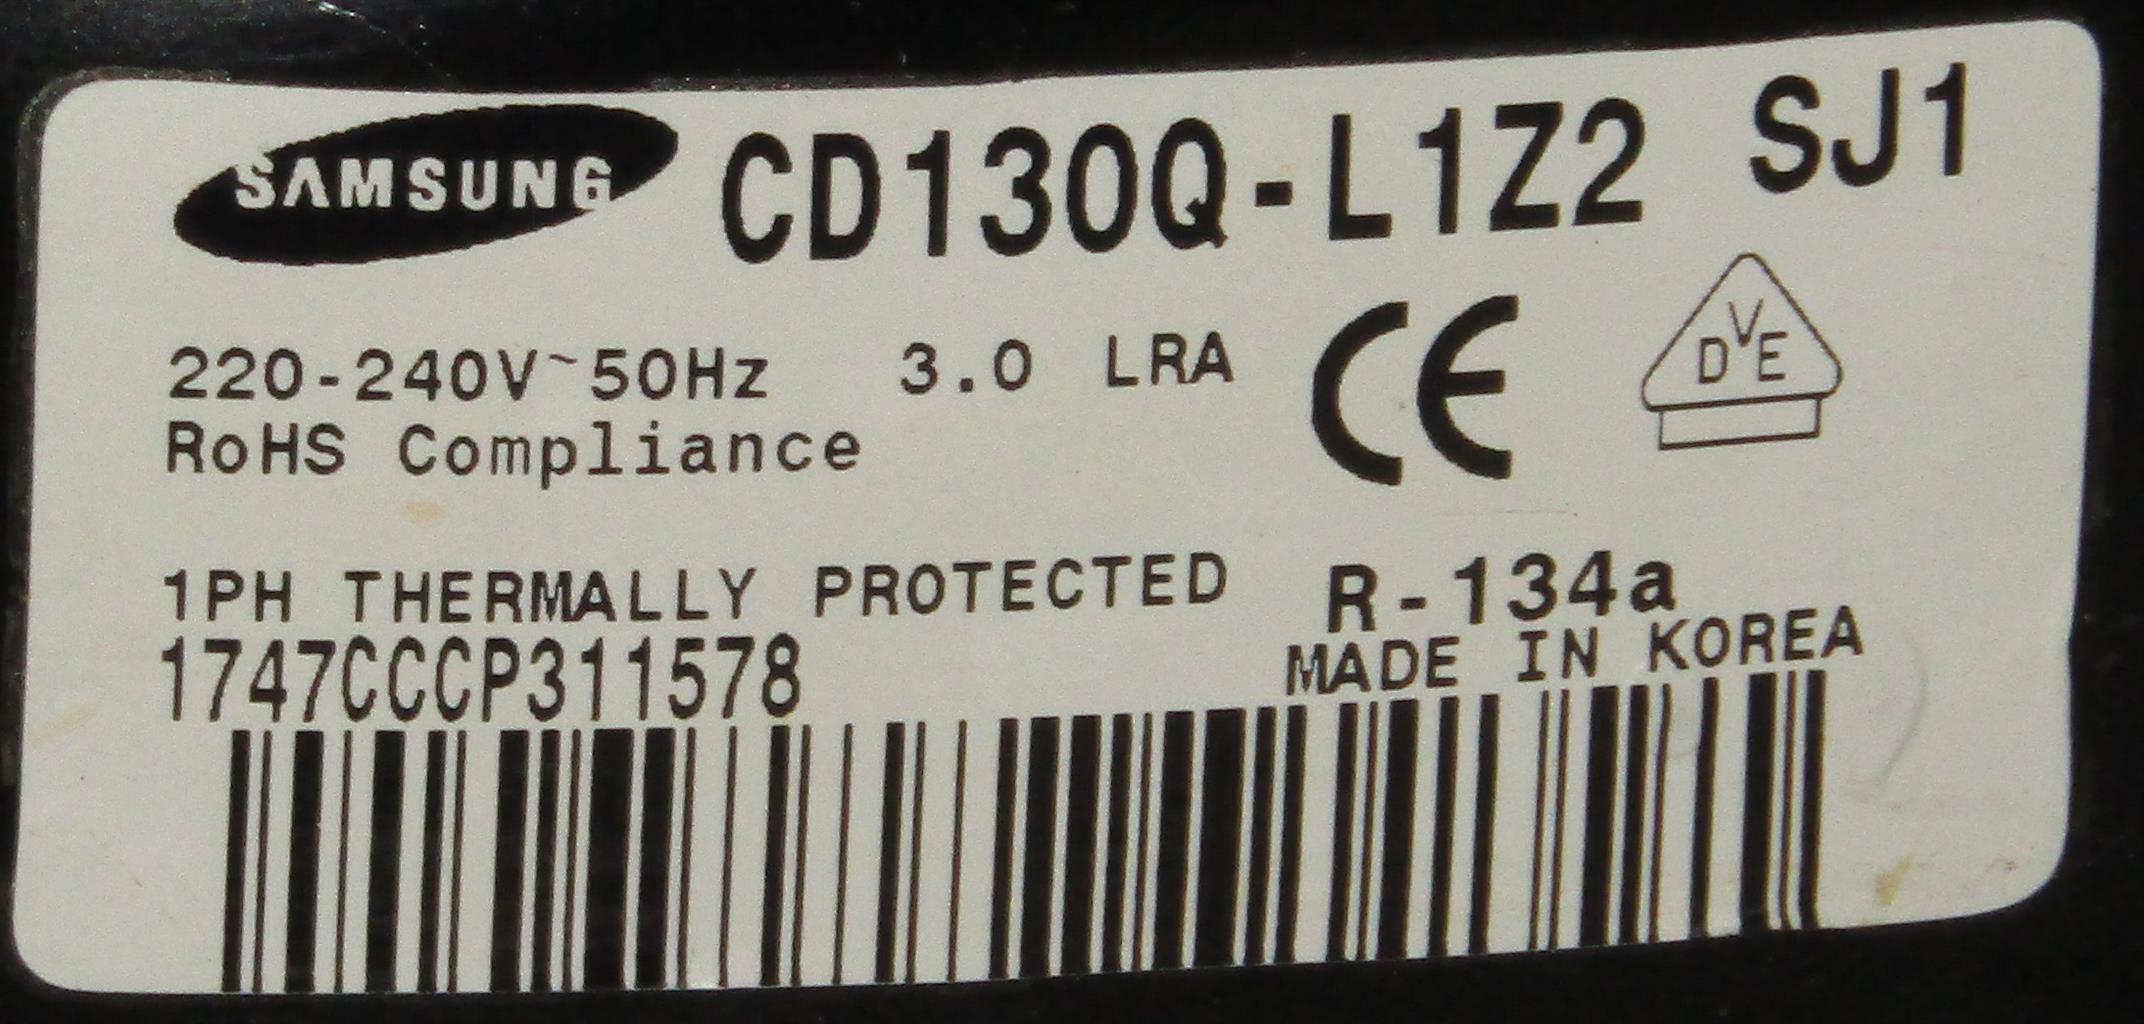 SAMSUNG CD130Q-L1Z2 SJ1
220-240V~50Hz 3.0 LRA CE
VDE
RoHS Compliance
1PH THERMALLY PROTECTED R-134a
1747CCCP311578 MADE IN KOREA